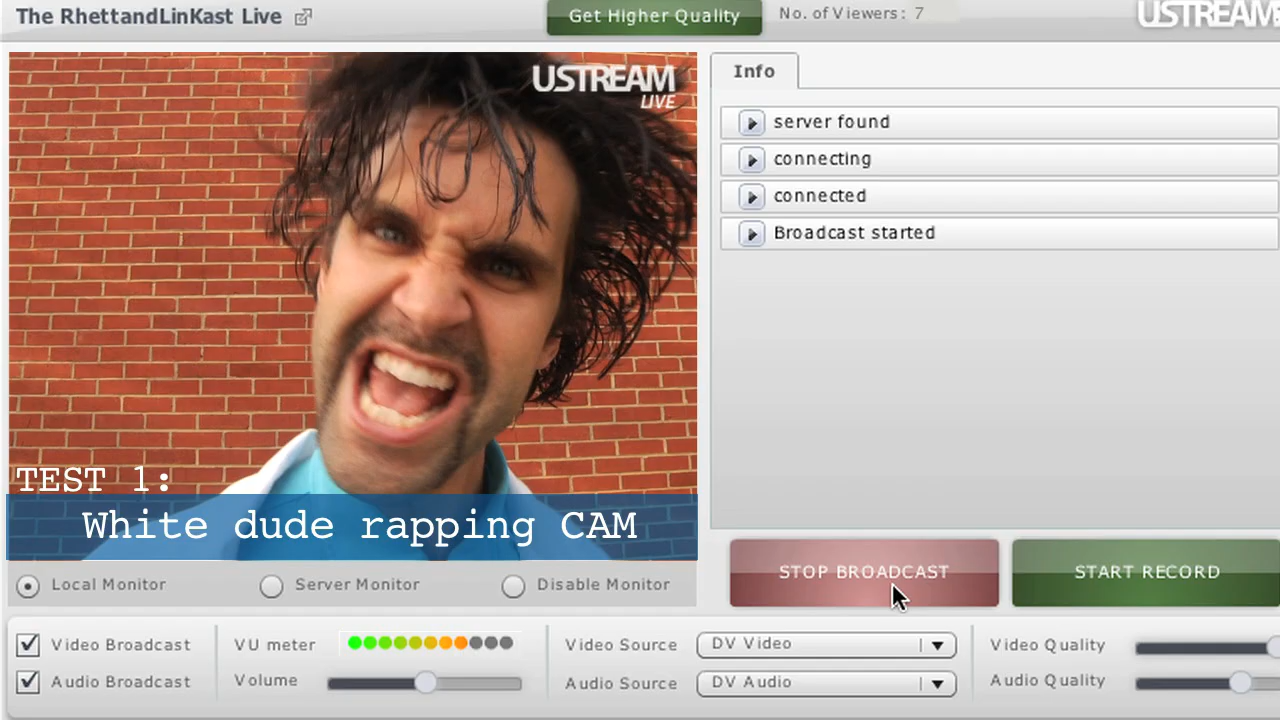 The RhettandLinKast Live
Get Higher Quality
No. of Viewers: 7
USTREAM
USTREAM
LIVE
Info
server found
connecting
connected
Broadcast started
TEST 1:
White dude rapping CAM
STOP BROADCAST
START RECORD
Local Monitor
Server Monitor
Disable Monitor
Video Broadcast
VU meter
Video Source
DV Video
Video Quality
Audio Broadcast
Volume
Audio Source
DV Audio
Audio Quality